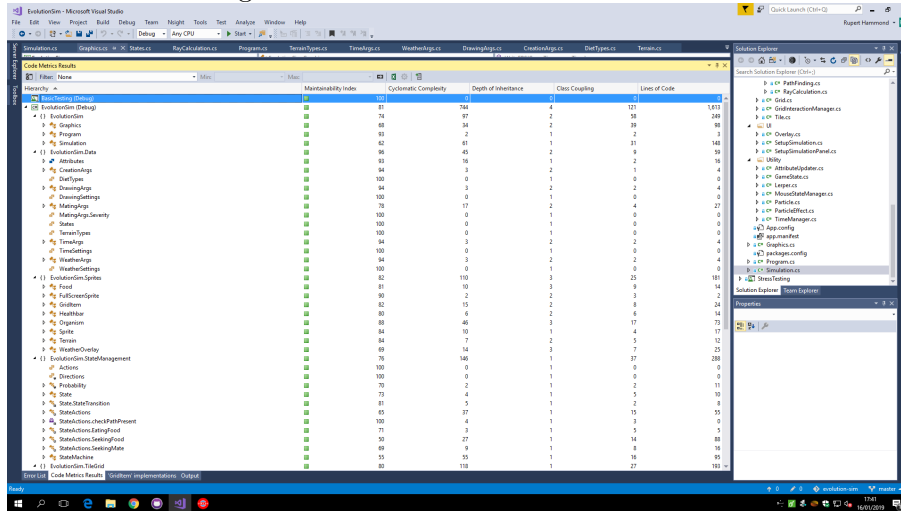 EvolutionSim - Microsoft Visual Studio
Quick Launch (Ctrl+Q)
File Edit View Project Build Debug Team Nsight Tools Test Analyze Window Help
Rupert Hammond
Debug Any CPU Start
Simulation.cs Graphics.cs States.cs RayCalculation.cs Program.cs TerrainTypes.cs TimeArgs.cs WeatherArgs.cs DrawingArgs.cs CreationArgs.cs DietTypes.cs Terrain.cs
Server Explorer
Toolbox
Code Metrics Results
Filter: None Min: Max:
Hierarchy Maintainability Index Cyclomatic Complexity Depth of Inheritance Class Coupling Lines of Code
BasicTesting (Debug) 100 0 0 0 0
EvolutionSim (Debug) 81 744 4 121 1,613
{} EvolutionSim 74 97 2 58 249
Graphics 68 34 2 39 98
Program 93 2 1 2 3
Simulation 62 61 1 31 148
{} EvolutionSim.Data 96 45 2 9 59
Attributes 93 16 1 2 16
CreationArgs 94 3 2 1 4
DietTypes 100 0 1 0 0
DrawingArgs 94 3 2 2 4
DrawingSettings 100 0 1 0 0
MatingArgs 78 17 2 4 27
MatingArgs.Severity 100 0 1 0 0
States 100 0 1 0 0
TerrainTypes 100 0 1 0 0
TimeArgs 94 3 2 2 4
TimeSettings 100 0 1 0 0
WeatherArgs 94 3 2 2 4
WeatherSettings 100 0 1 0 0
{} EvolutionSim.Sprites 82 110 3 25 181
Food 81 10 3 9 14
FullScreenSprite 90 2 2 3 2
GridItem 82 15 2 8 24
Healthbar 80 6 2 6 14
Organism 88 46 3 17 73
Sprite 84 10 1 4 17
Terrain 84 7 2 5 12
WeatherOverlay 69 14 3 7 25
{} EvolutionSim.StateManagement 76 146 1 37 288
Actions 100 0 1 0 0
Directions 100 0 1 0 0
Probability 70 2 1 2 11
State 73 4 1 5 10
State.StateTransition 81 5 1 2 8
StateActions 65 37 1 15 55
StateActions.checkPathPresent 100 4 1 0 0
StateActions.EatingFood 71 3 1 5 5
StateActions.SeekingFood 50 27 1 14 88
StateActions.SeekingMate 69 9 1 8 16
StateMachine 55 55 1 16 95
{} EvolutionSim.TileGrid 80 118 1 27 193
Error List Code Metrics Results 'GridItem' implementations Output
Solution Explorer
Search Solution Explorer (Ctrl+;)
PathFinding.cs
RayCalculation.cs
Grid.cs
GridInteractionManager.cs
Tile.cs
UI
Overlay.cs
SetupSimulation.cs
SetupSimulationPanel.cs
Utility
AttributeUpdater.cs
GameState.cs
Lerper.cs
MouseStateManager.cs
Particle.cs
ParticleEffect.cs
TimeManager.cs
App.config
app.manifest
Graphics.cs
packages.config
Program.cs
Simulation.cs
StressTesting
Solution Explorer Team Explorer
Properties
Ready
0 0 evolution-sim master
17:41
16/01/2019